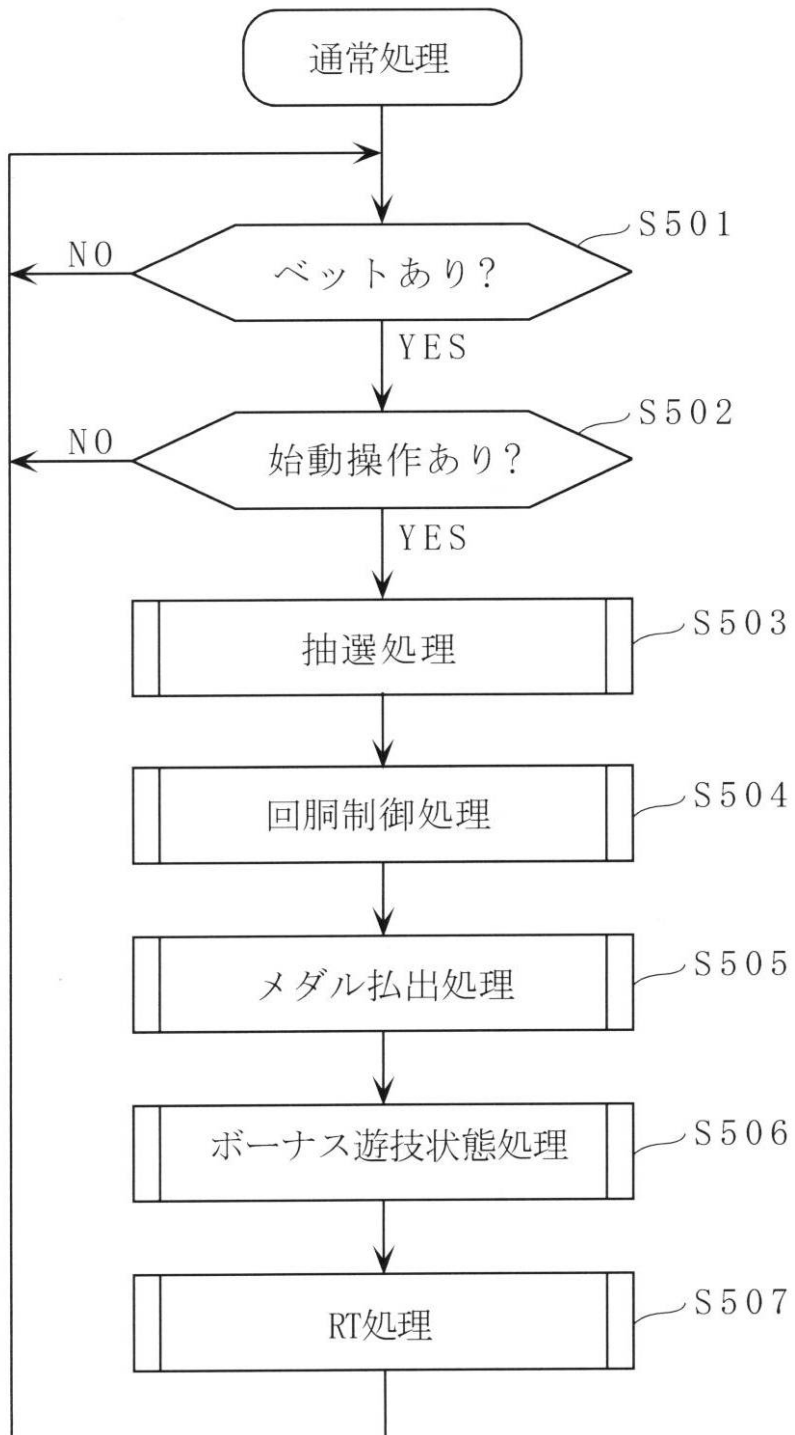 通常処理
S501
NO
ベットあり?
YES
S502
NO
始動操作あり?
YES
S503
抽選処理
S504
回胴制御処理
S505
メダル払出処理
S506
ボーナス遊技状態処理
S507
RT処理